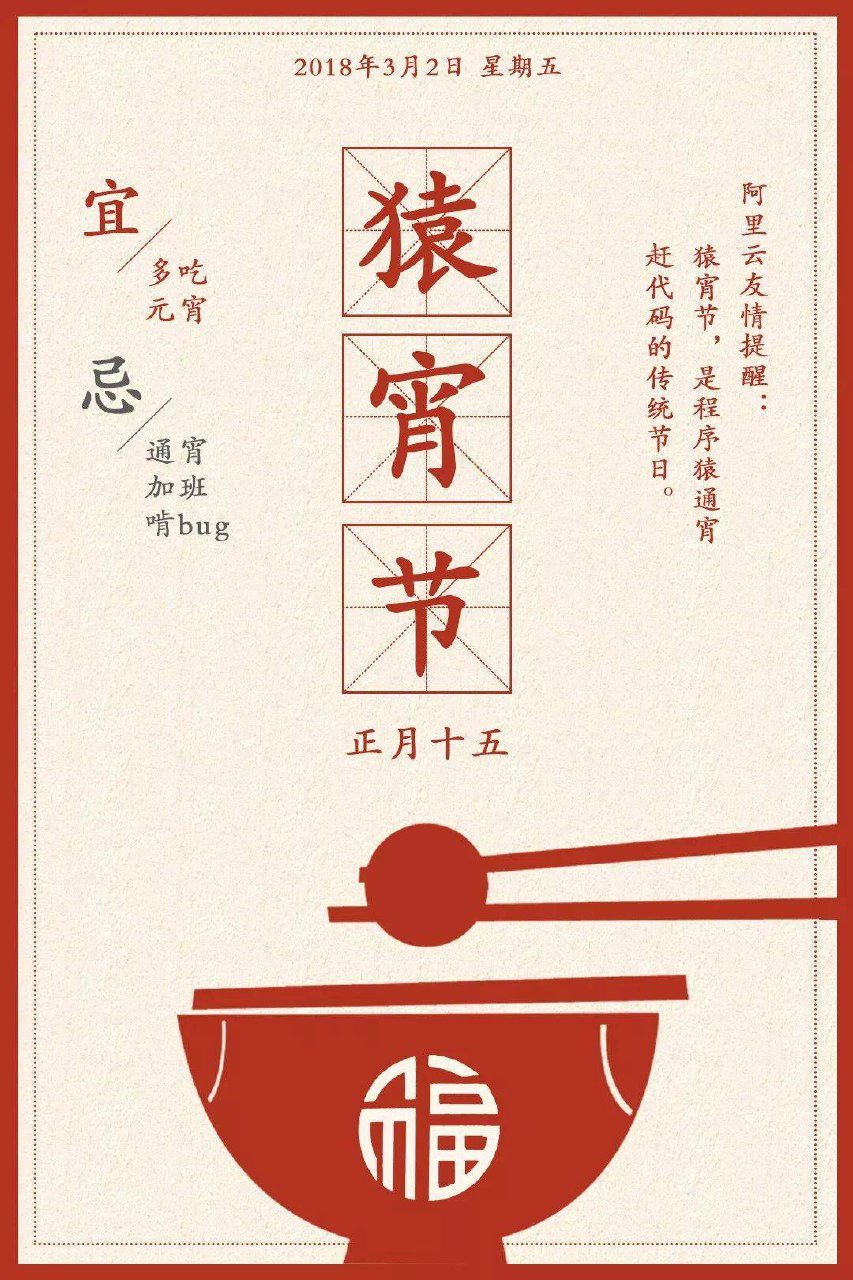 2018年3月2日 星期五
猿宵节
正月十五
宜
多吃
元宵
忌
通宵
加班
啃bug
阿里云友情提醒：
猿宵节，是程序猿通宵
赶代码的传统节日。
福